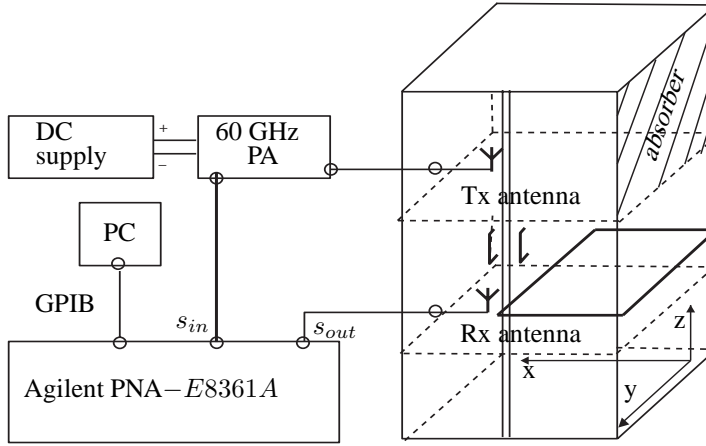 DC
supply
+
−
60 GHz
PA
absorber
Tx antenna
PC
GPIB
s_in
s_out
Rx antenna
z
x
y
Agilent PNA−E8361A